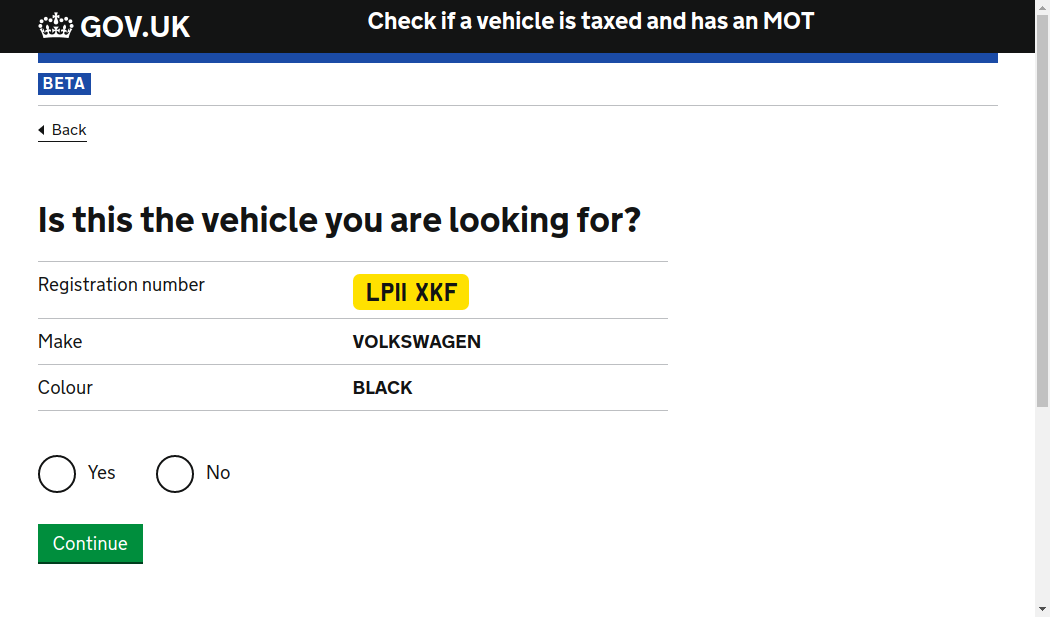 GOV.UK
Check if a vehicle is taxed and has an MOT
BETA
Back
Is this the vehicle you are looking for?
Registration number
LP11 XKF
Make
VOLKSWAGEN
Colour
BLACK
Yes
No
Continue